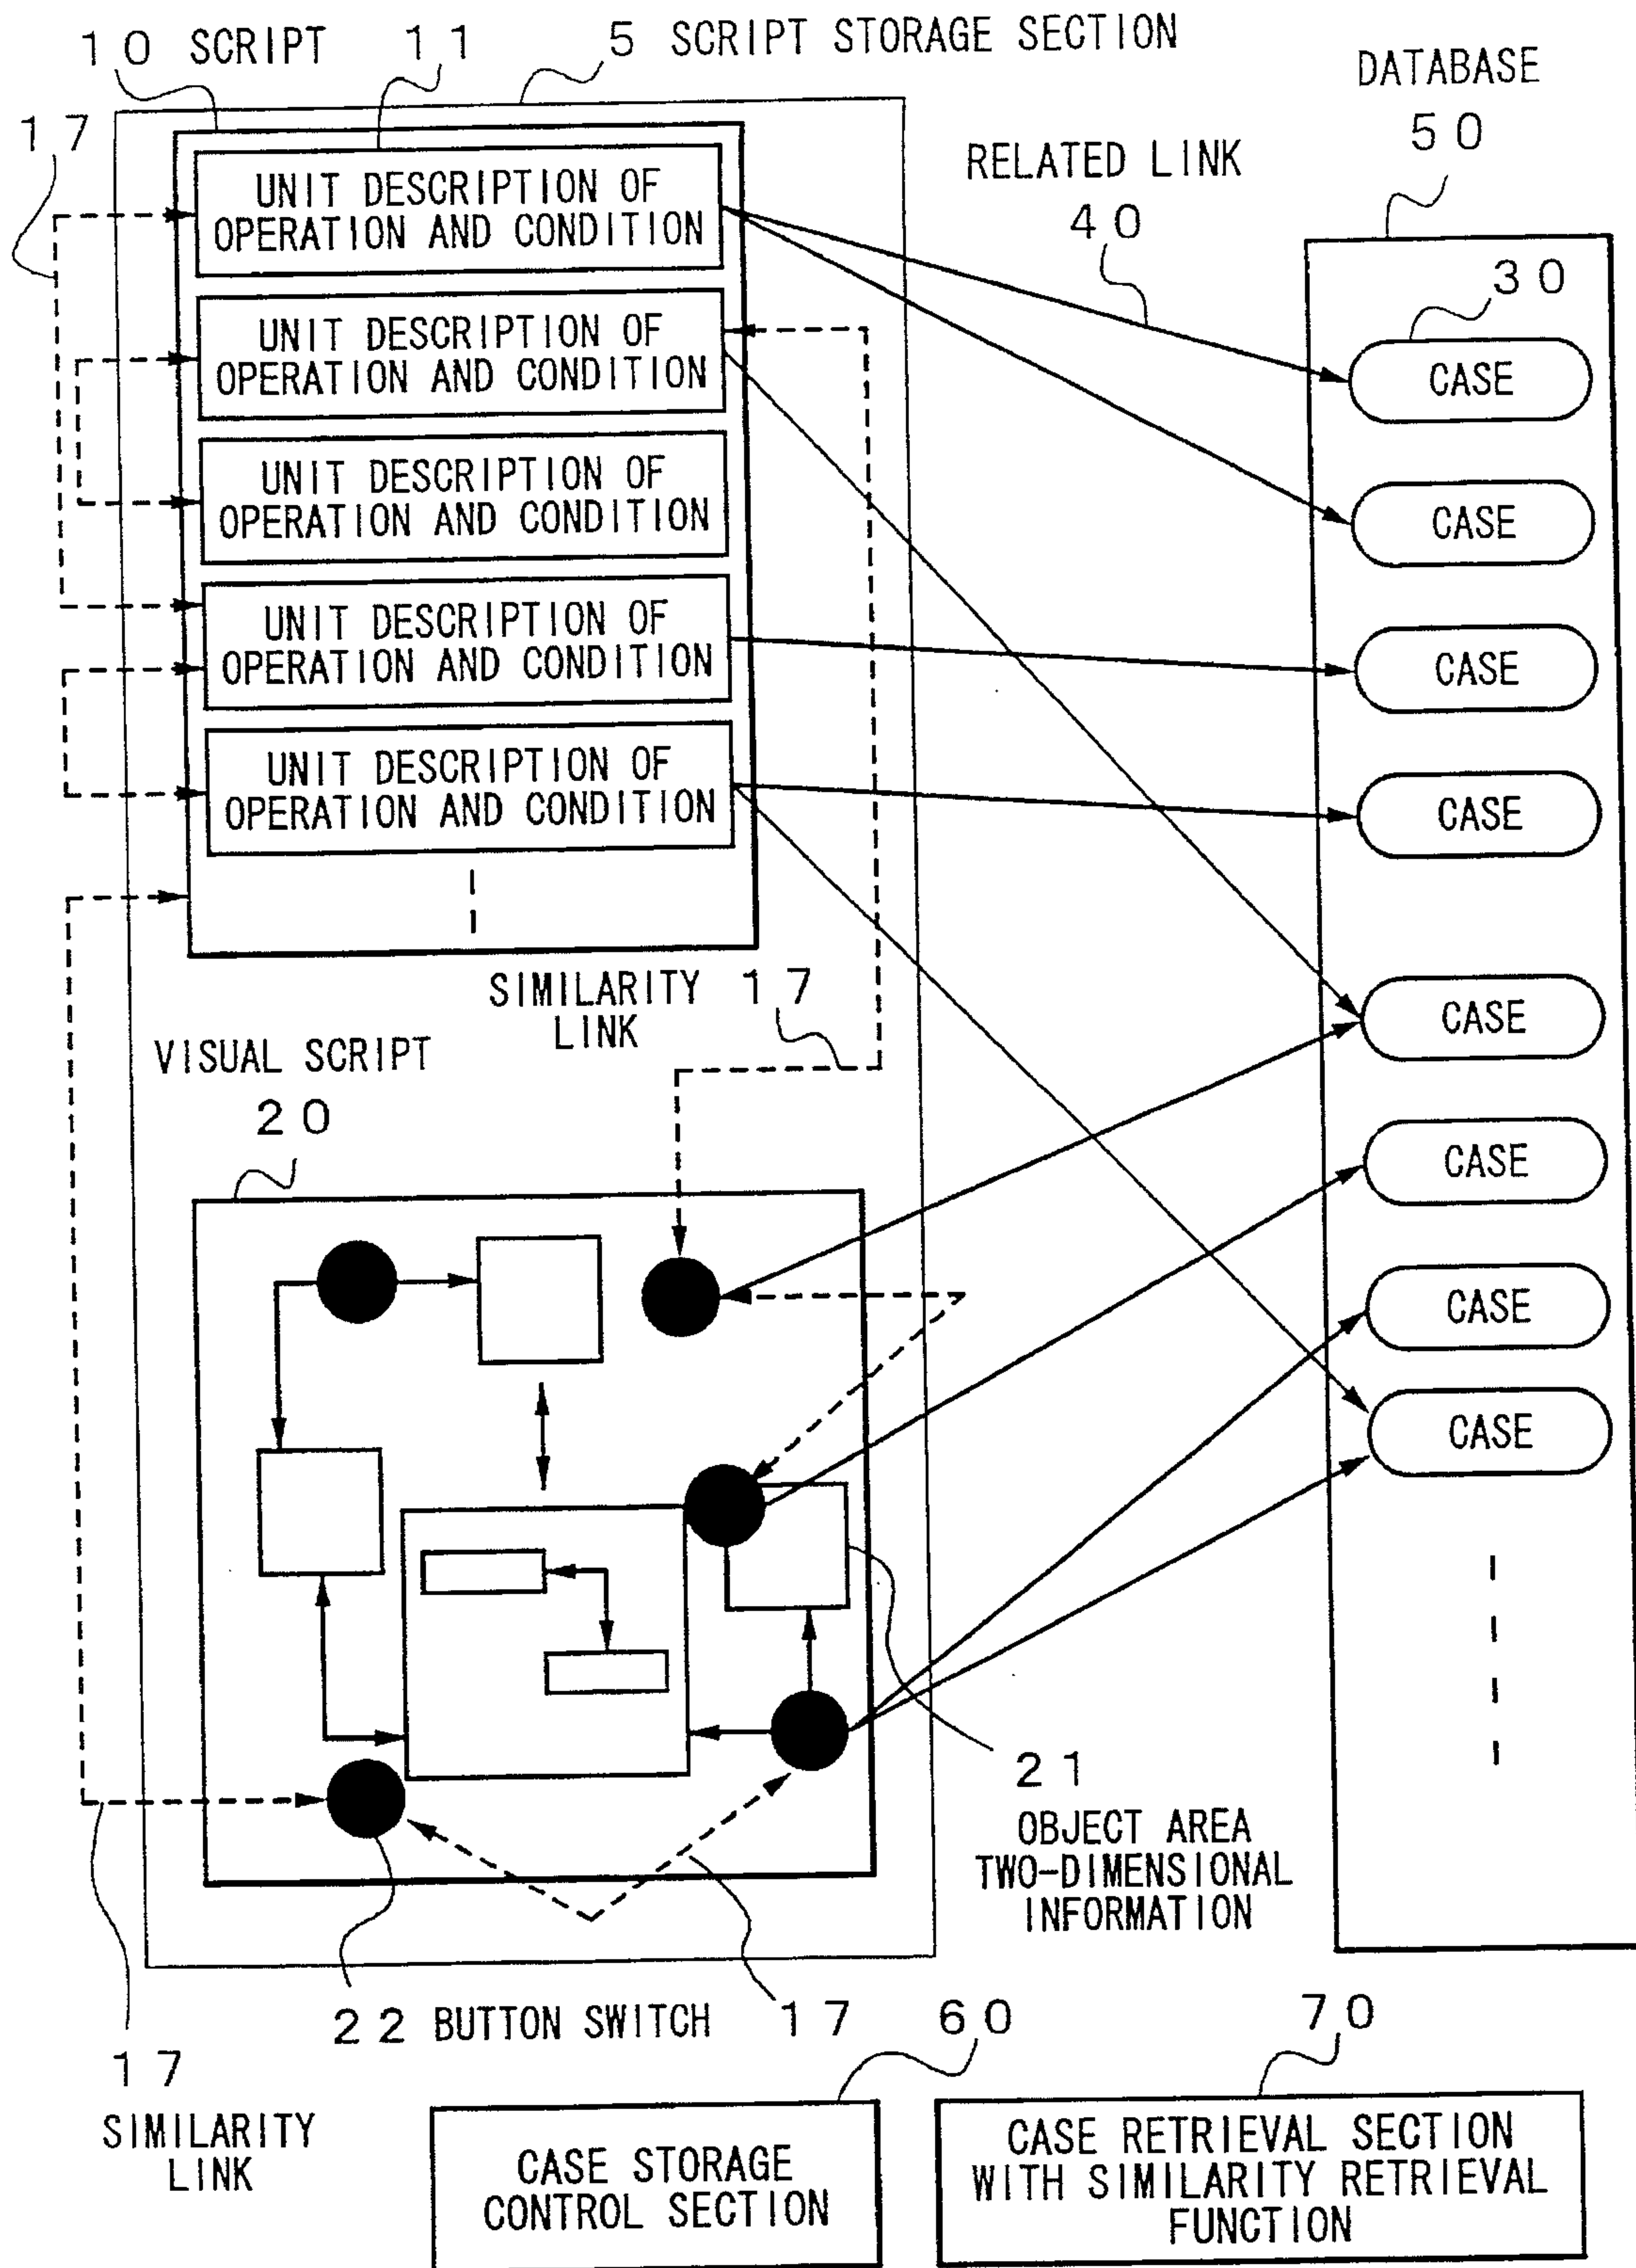 10 SCRIPT
11
5 SCRIPT STORAGE SECTION
DATABASE
50
17
RELATED LINK
40
30
UNIT DESCRIPTION OF
OPERATION AND CONDITION
UNIT DESCRIPTION OF
OPERATION AND CONDITION
UNIT DESCRIPTION OF
OPERATION AND CONDITION
UNIT DESCRIPTION OF
OPERATION AND CONDITION
UNIT DESCRIPTION OF
OPERATION AND CONDITION
CASE
CASE
CASE
CASE
CASE
CASE
CASE
CASE
SIMILARITY 17
LINK
VISUAL SCRIPT
20
21
OBJECT AREA
TWO-DIMENSIONAL
INFORMATION
22 BUTTON SWITCH
17
60
70
17
SIMILARITY
LINK
CASE STORAGE
CONTROL SECTION
CASE RETRIEVAL SECTION
WITH SIMILARITY RETRIEVAL
FUNCTION